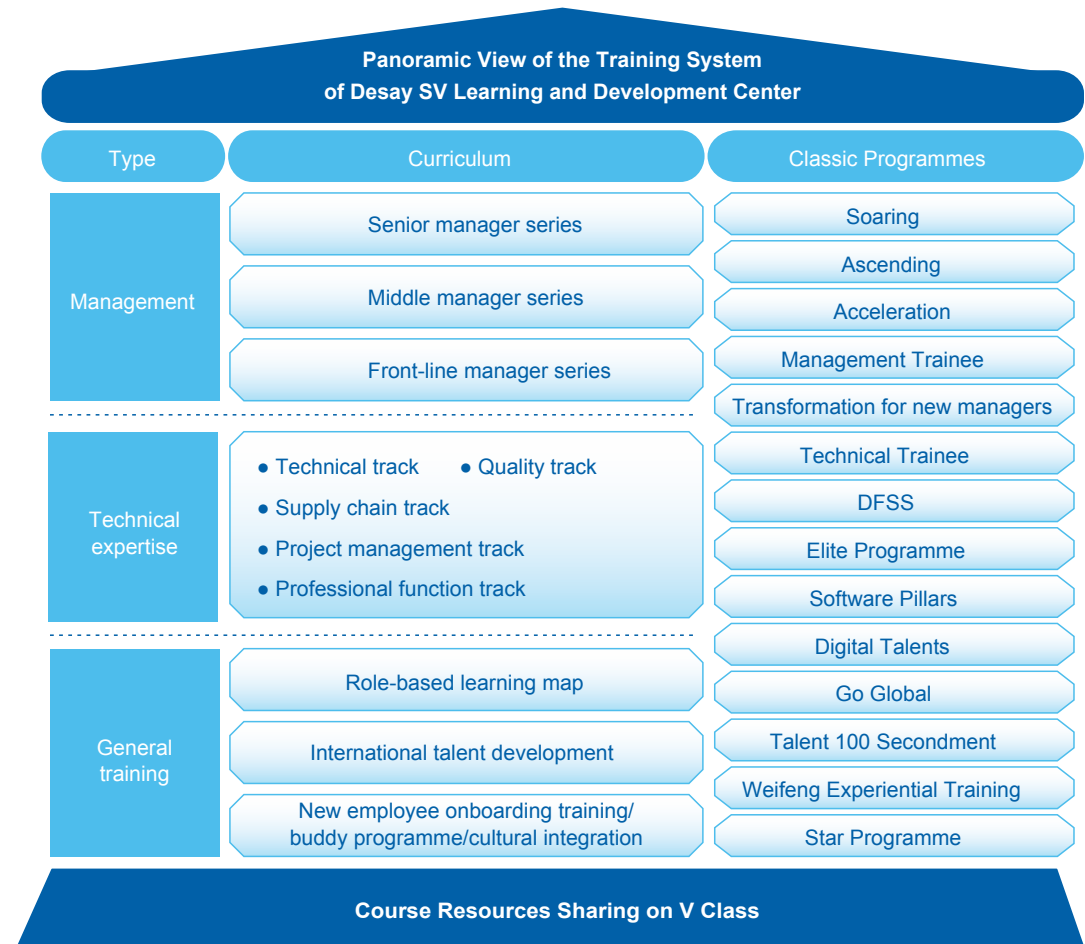 Panoramic View of the Training System
of Desay SV Learning and Development Center
Type
Curriculum
Classic Programmes
Management
Senior manager series
Middle manager series
Front-line manager series
Technical
expertise
● Technical track ● Quality track
● Supply chain track
● Project management track
● Professional function track
General
training
Role-based learning map
International talent development
New employee onboarding training/
buddy programme/cultural integration
Soaring
Ascending
Acceleration
Management Trainee
Transformation for new managers
Technical Trainee
DFSS
Elite Programme
Software Pillars
Digital Talents
Go Global
Talent 100 Secondment
Weifeng Experiential Training
Star Programme
Course Resources Sharing on V Class